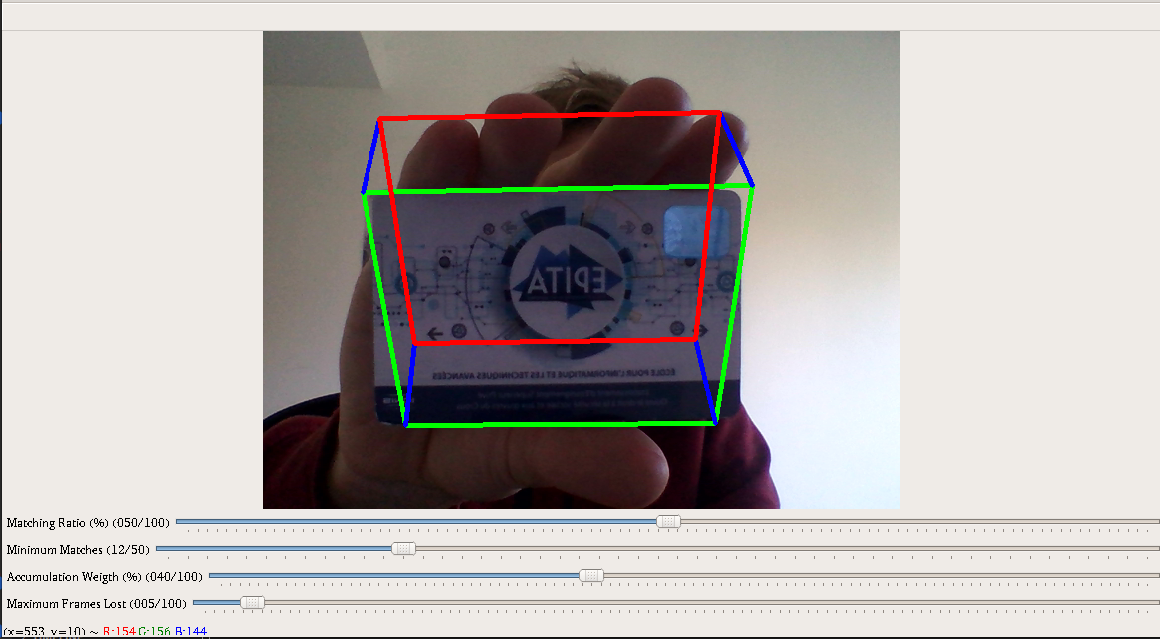 EPITA
ÉCOLE POUR L'INFORMATIQUE ET LES TECHNIQUES AVANCÉES
Matching Ratio (%) (050/100)
Minimum Matches (12/50)
Accumulation Weigth (%) (040/100)
Maximum Frames Lost (005/100)
(x=553, y=10) ~ R:154 G:156 B:144